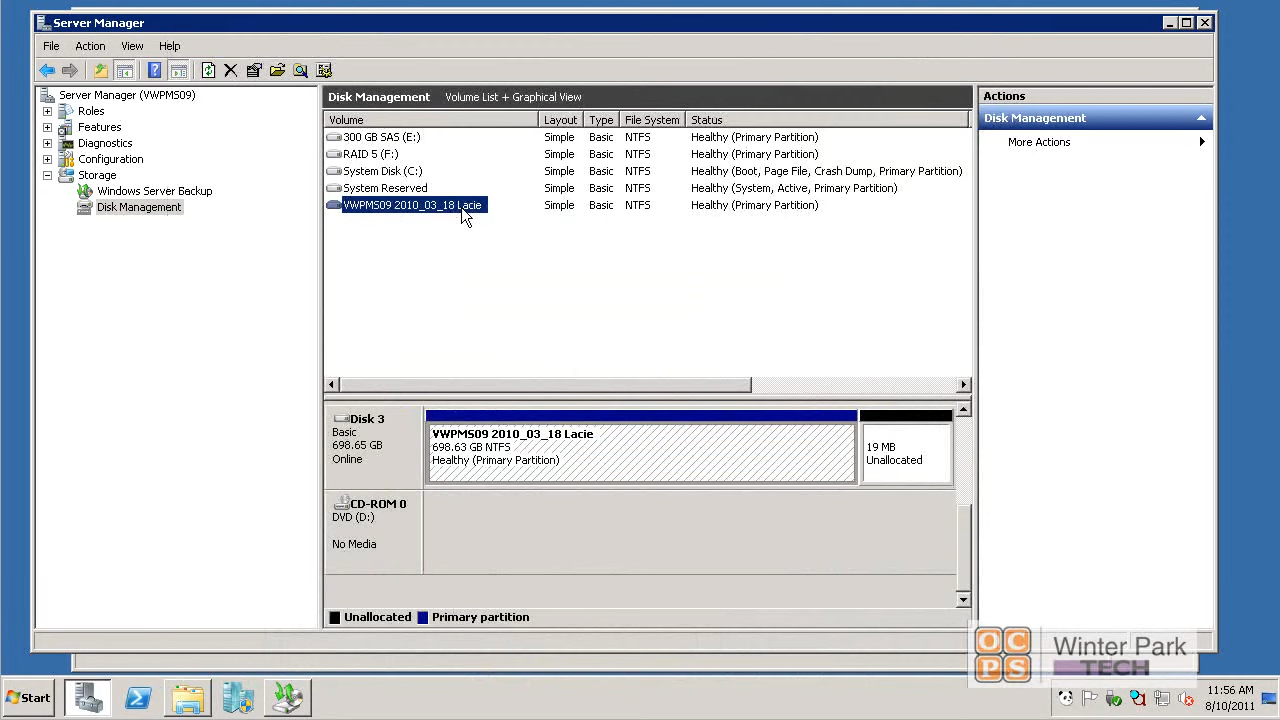 Server Manager
File Action View Help
Server Manager (VWPMS09)
Roles
Features
Diagnostics
Configuration
Storage
Windows Server Backup
Disk Management
Disk Management Volume List + Graphical View
Volume Layout Type File System Status
300 GB SAS (E:) Simple Basic NTFS Healthy (Primary Partition)
RAID 5 (F:) Simple Basic NTFS Healthy (Primary Partition)
System Disk (C:) Simple Basic NTFS Healthy (Boot, Page File, Crash Dump, Primary Partition)
System Reserved Simple Basic NTFS Healthy (System, Active, Primary Partition)
VWPMS09 2010_03_18 Lacie Simple Basic NTFS Healthy (Primary Partition)
Disk 3
Basic
698.65 GB
Online
VWPMS09 2010_03_18 Lacie
698.63 GB NTFS
Healthy (Primary Partition)
19 MB
Unallocated
CD-ROM 0
DVD (D:)
No Media
Unallocated Primary partition
Actions
Disk Management
More Actions
OC
PS
Winter Park
TECH
Start
11:56 AM
8/10/2011